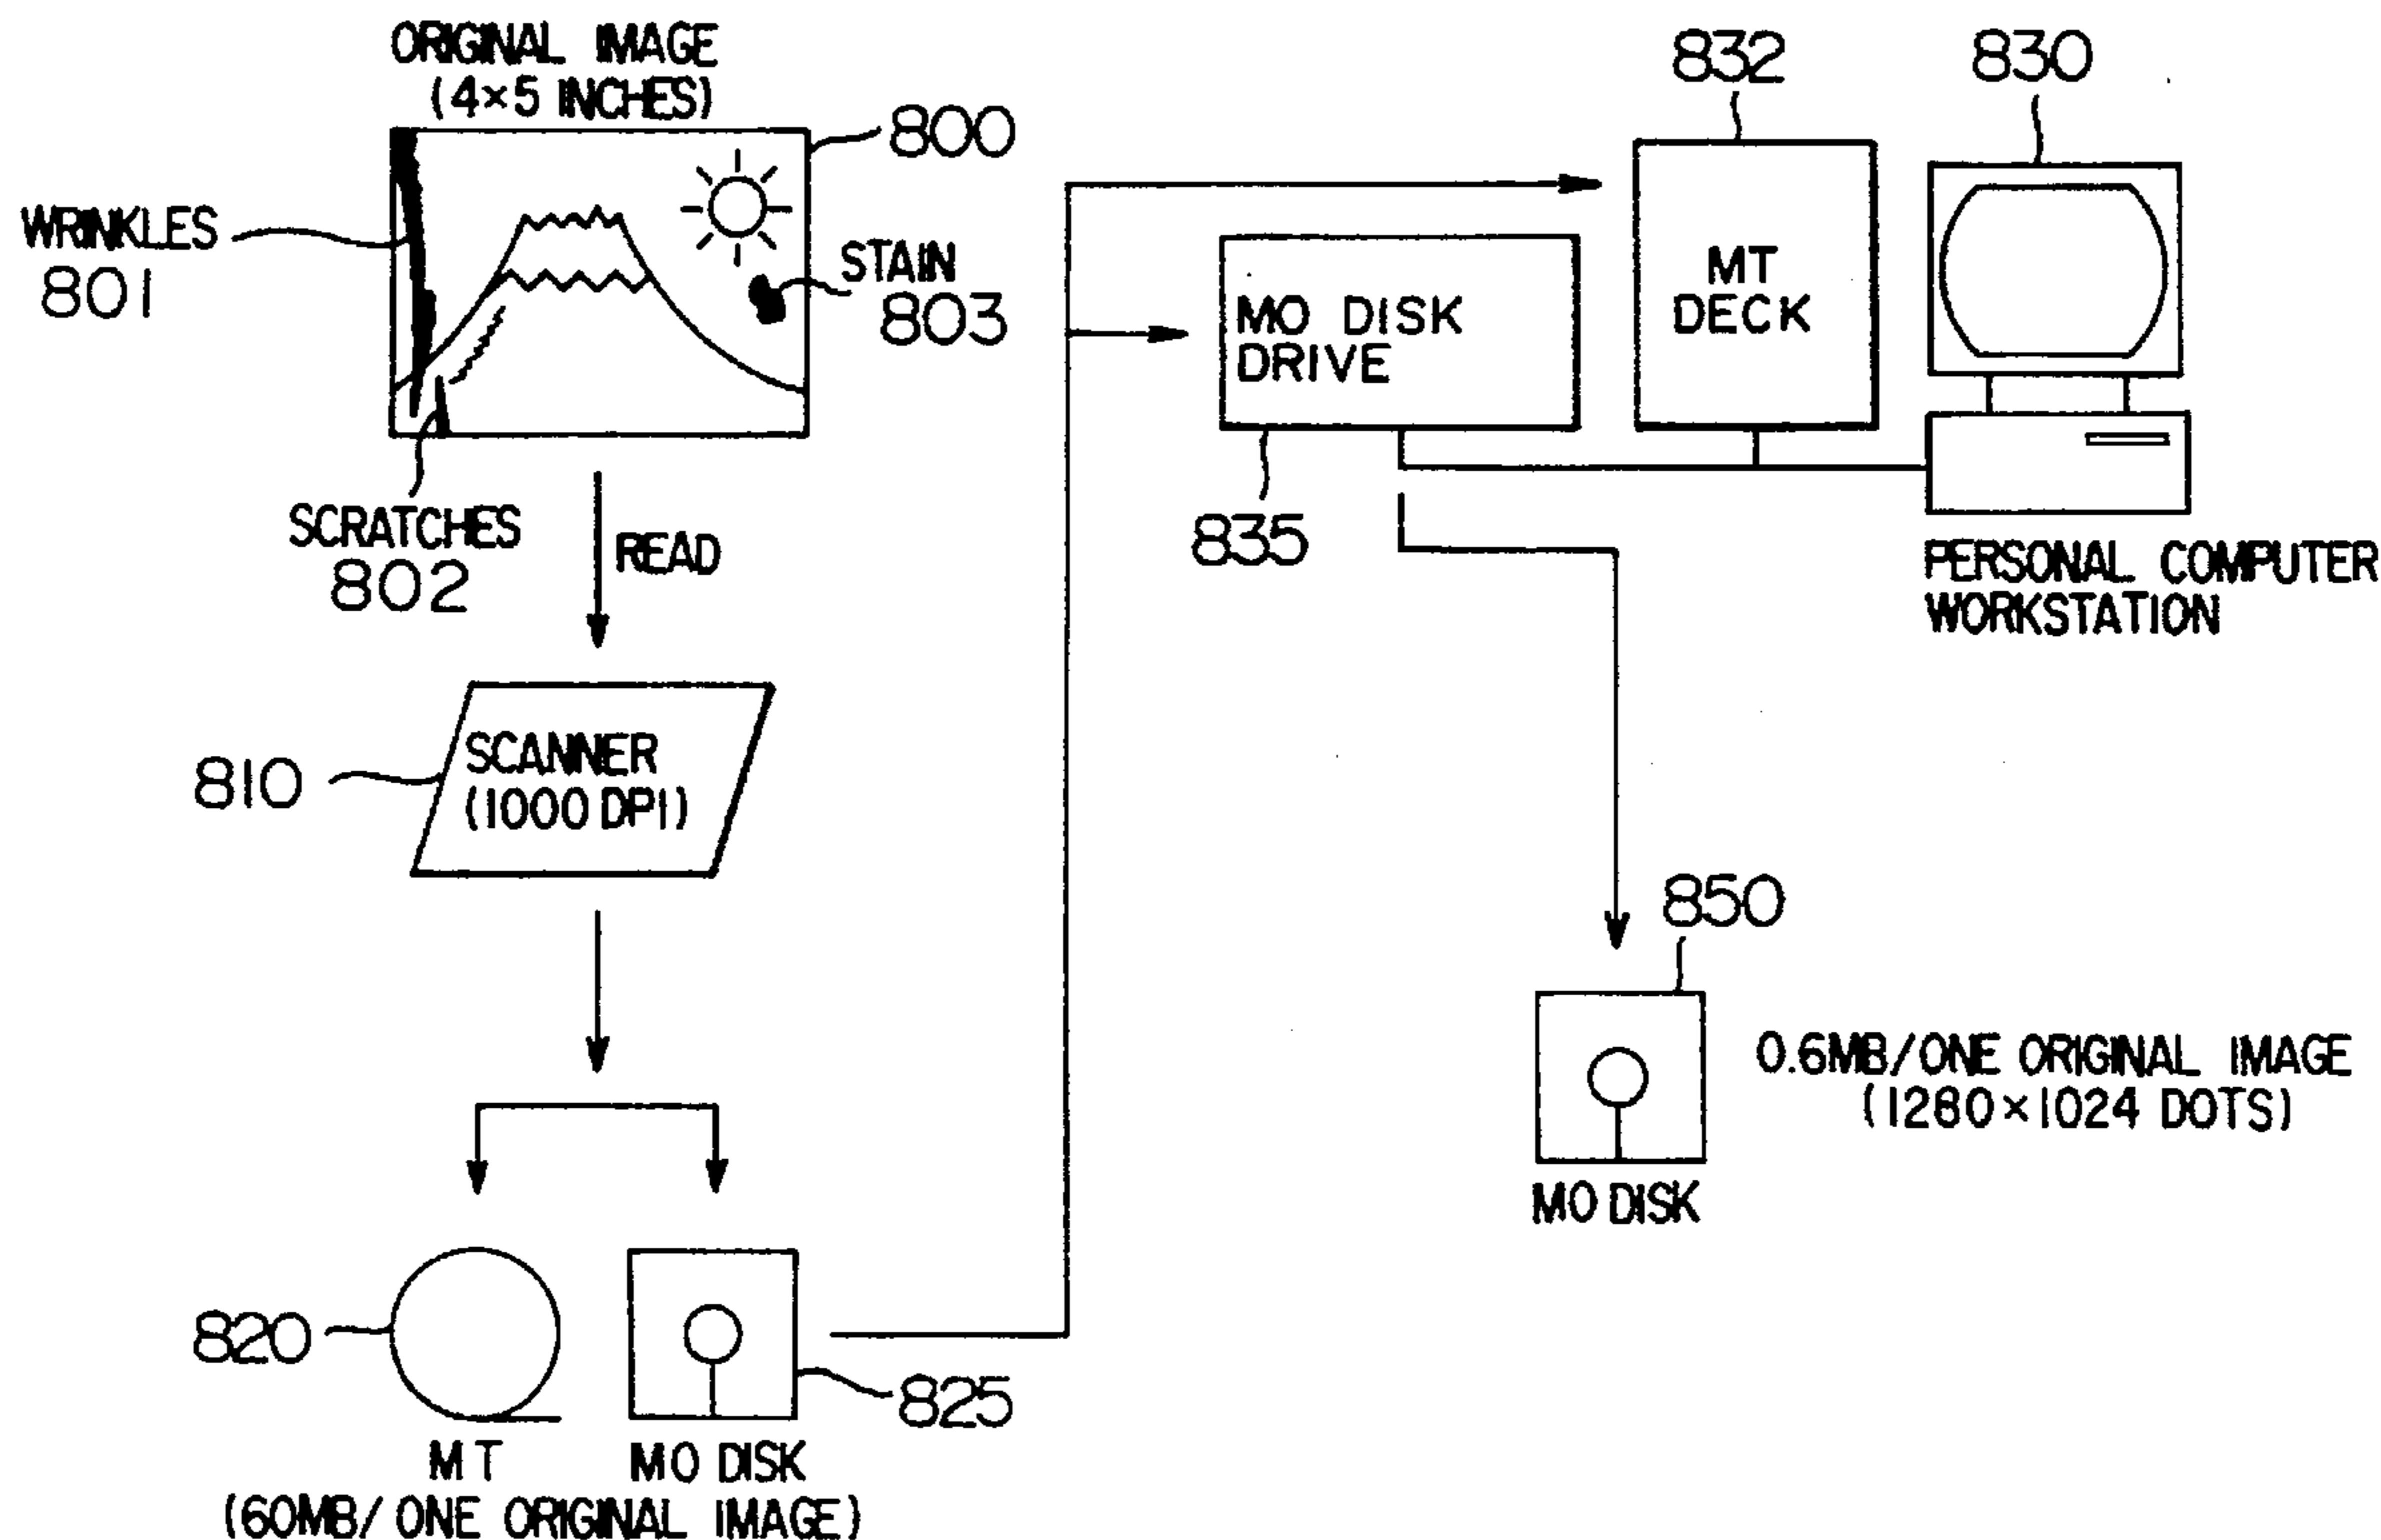 ORIGINAL IMAGE
(4×5 INCHES)
800
WRINKLES
801
STAIN
803
SCRATCHES
802
READ
810
SCANNER
(1000 DPI)
820
825
MT
MO DISK
(60MB/ONE ORIGINAL IMAGE)
832
830
MO DISK
DRIVE
MT
DECK
835
PERSONAL COMPUTER
WORKSTATION
850
0.6MB/ONE ORIGINAL IMAGE
(1280×1024 DOTS)
MO DISK